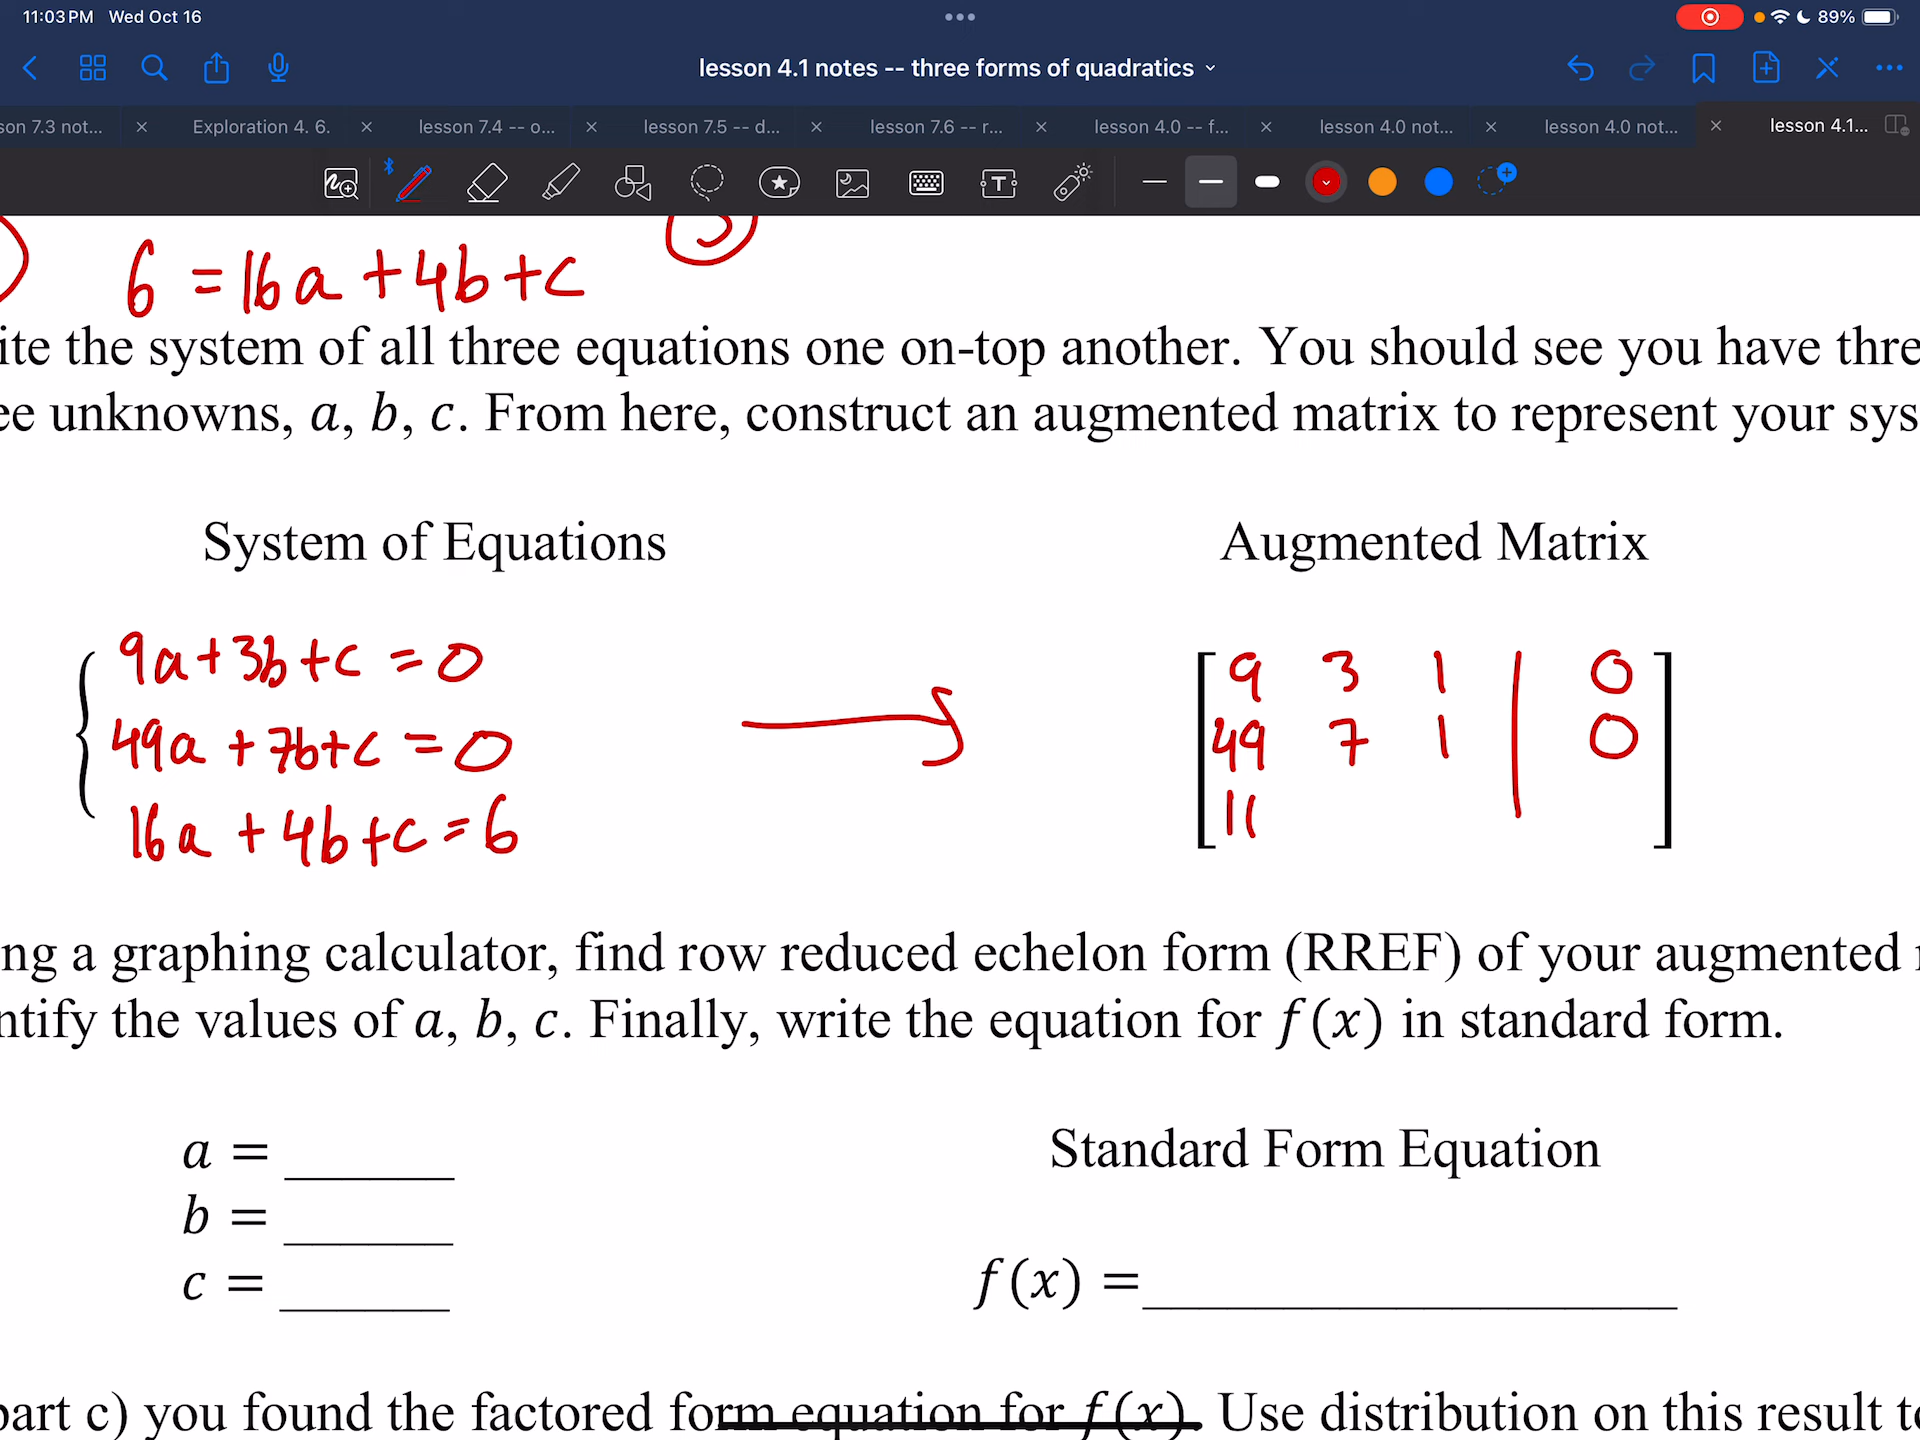 11:03 PM Wed Oct 16
89%
lesson 4.1 notes -- three forms of quadratics
son 7.3 not...
Exploration 4. 6.
lesson 7.4 -- o...
lesson 7.5 -- d...
lesson 7.6 -- r...
lesson 4.0 -- f...
lesson 4.0 not...
lesson 4.0 not...
lesson 4.1...
6 = 16a + 4b + c
ite the system of all three equations one on-top another. You should see you have thre
ee unknowns, a, b, c. From here, construct an augmented matrix to represent your sys
System of Equations
Augmented Matrix
9a + 3b + c = 0
49a + 7b + c = 0
16a + 4b + c = 6
9 3 1 | 0
49 7 1 | 0
ng a graphing calculator, find row reduced echelon form (RREF) of your augmented
ntify the values of a, b, c. Finally, write the equation for f(x) in standard form.
a = ______
b = ______
c = ______
Standard Form Equation
f(x) = ______
part c) you found the factored form equation for f(x). Use distribution on this result t